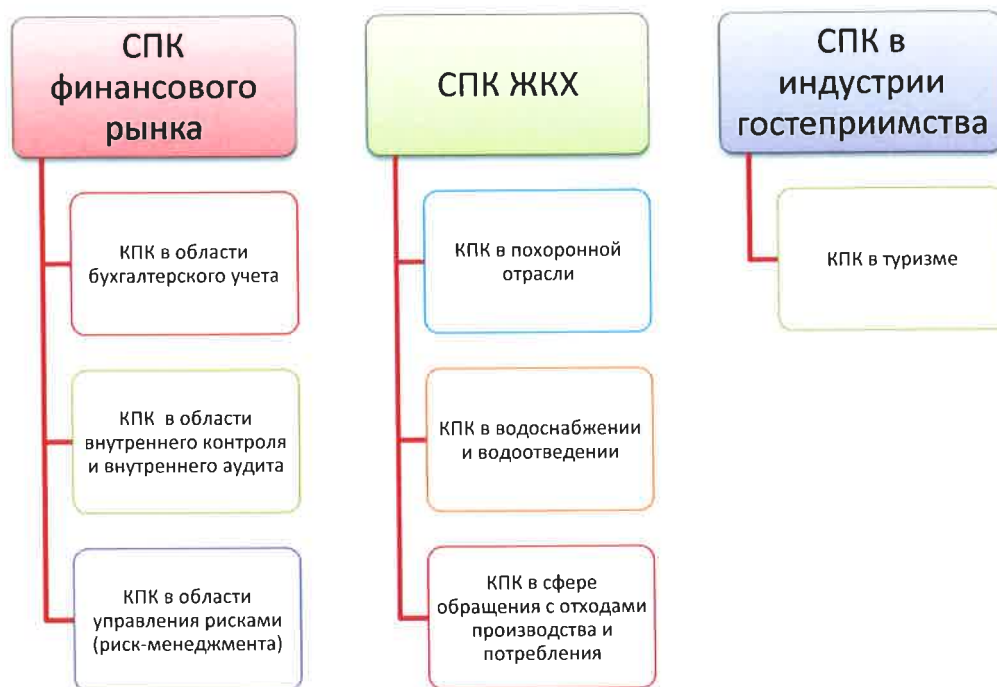 СПК
финансового
рынка
КПК в области
бухгалтерского учета
КПК в области
внутреннего контроля
и внутреннего аудита
КПК в области
управления рисками
(риск-менеджмента)
СПК ЖКХ
КПК в похоронной
отрасли
КПК в водоснабжении
и водоотведении
КПК в сфере
обращения с отходами
производства и
потребления
СПК в
индустрии
гостеприимства
КПК в туризме